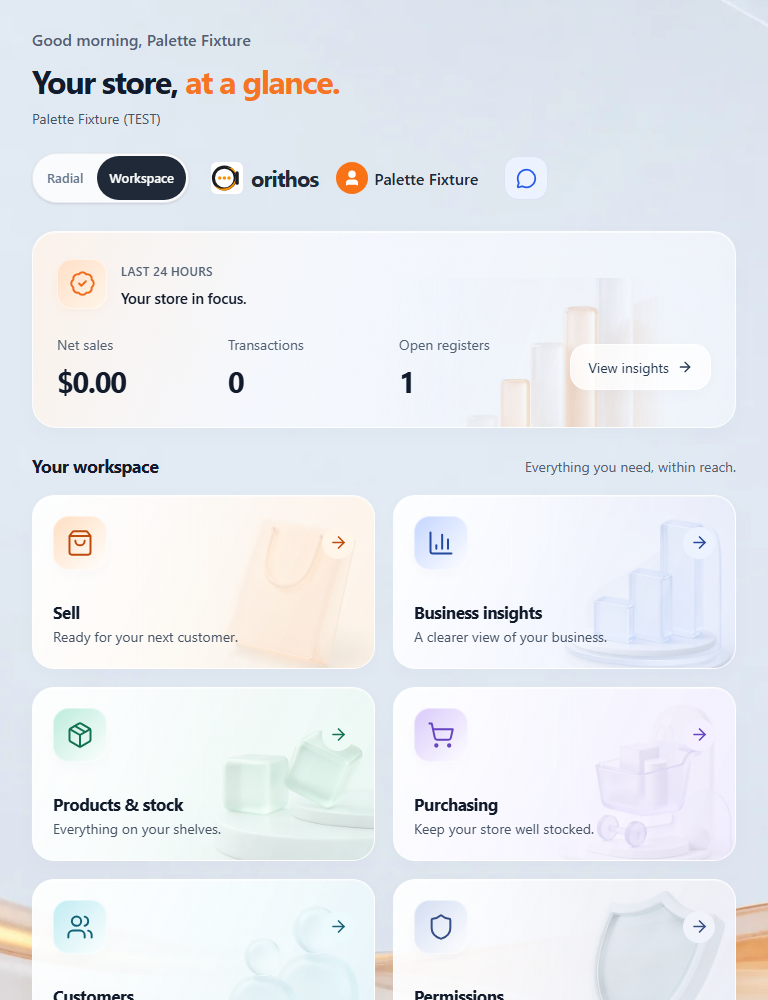 Good morning, Palette Fixture
Your store, at a glance.
Palette Fixture (TEST)
Radial
Workspace
orithos
Palette Fixture
LAST 24 HOURS
Your store in focus.
Net sales
Transactions
Open registers
$0.00
0
1
View insights
Your workspace
Everything you need, within reach.
Sell
Ready for your next customer.
Business insights
A clearer view of your business.
Products & stock
Everything on your shelves.
Purchasing
Keep your store well stocked.
Customers
Permissions